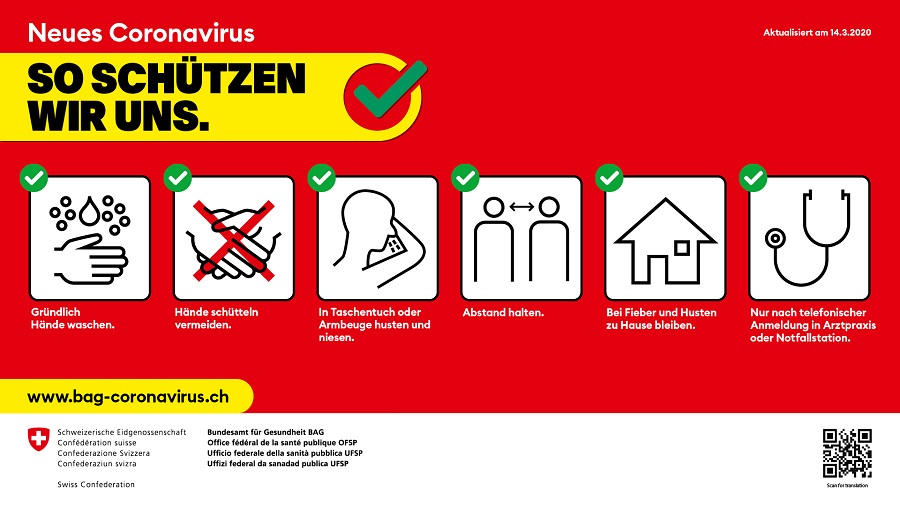 Neues Coronavirus
Aktualisiert am 14.3.2020
SO SCHÜTZEN
WIR UNS.
Gründlich
Hände waschen.
Hände schütteln
vermeiden.
In Taschentuch oder
Armbeuge husten und
niesen.
Abstand halten.
Bei Fieber und Husten
zu Hause bleiben.
Nur nach telefonischer
Anmeldung in Arztpraxis
oder Notfallstation.
www.bag-coronavirus.ch
Schweizerische Eidgenossenschaft
Confédération suisse
Confederazione Svizzera
Confederaziun svizra
Swiss Confederation
Bundesamt für Gesundheit BAG
Office fédéral de la santé publique OFSP
Ufficio federale della sanità pubblica UFSP
Uffizi federal da sanadad publica UFSP
Scan for translation